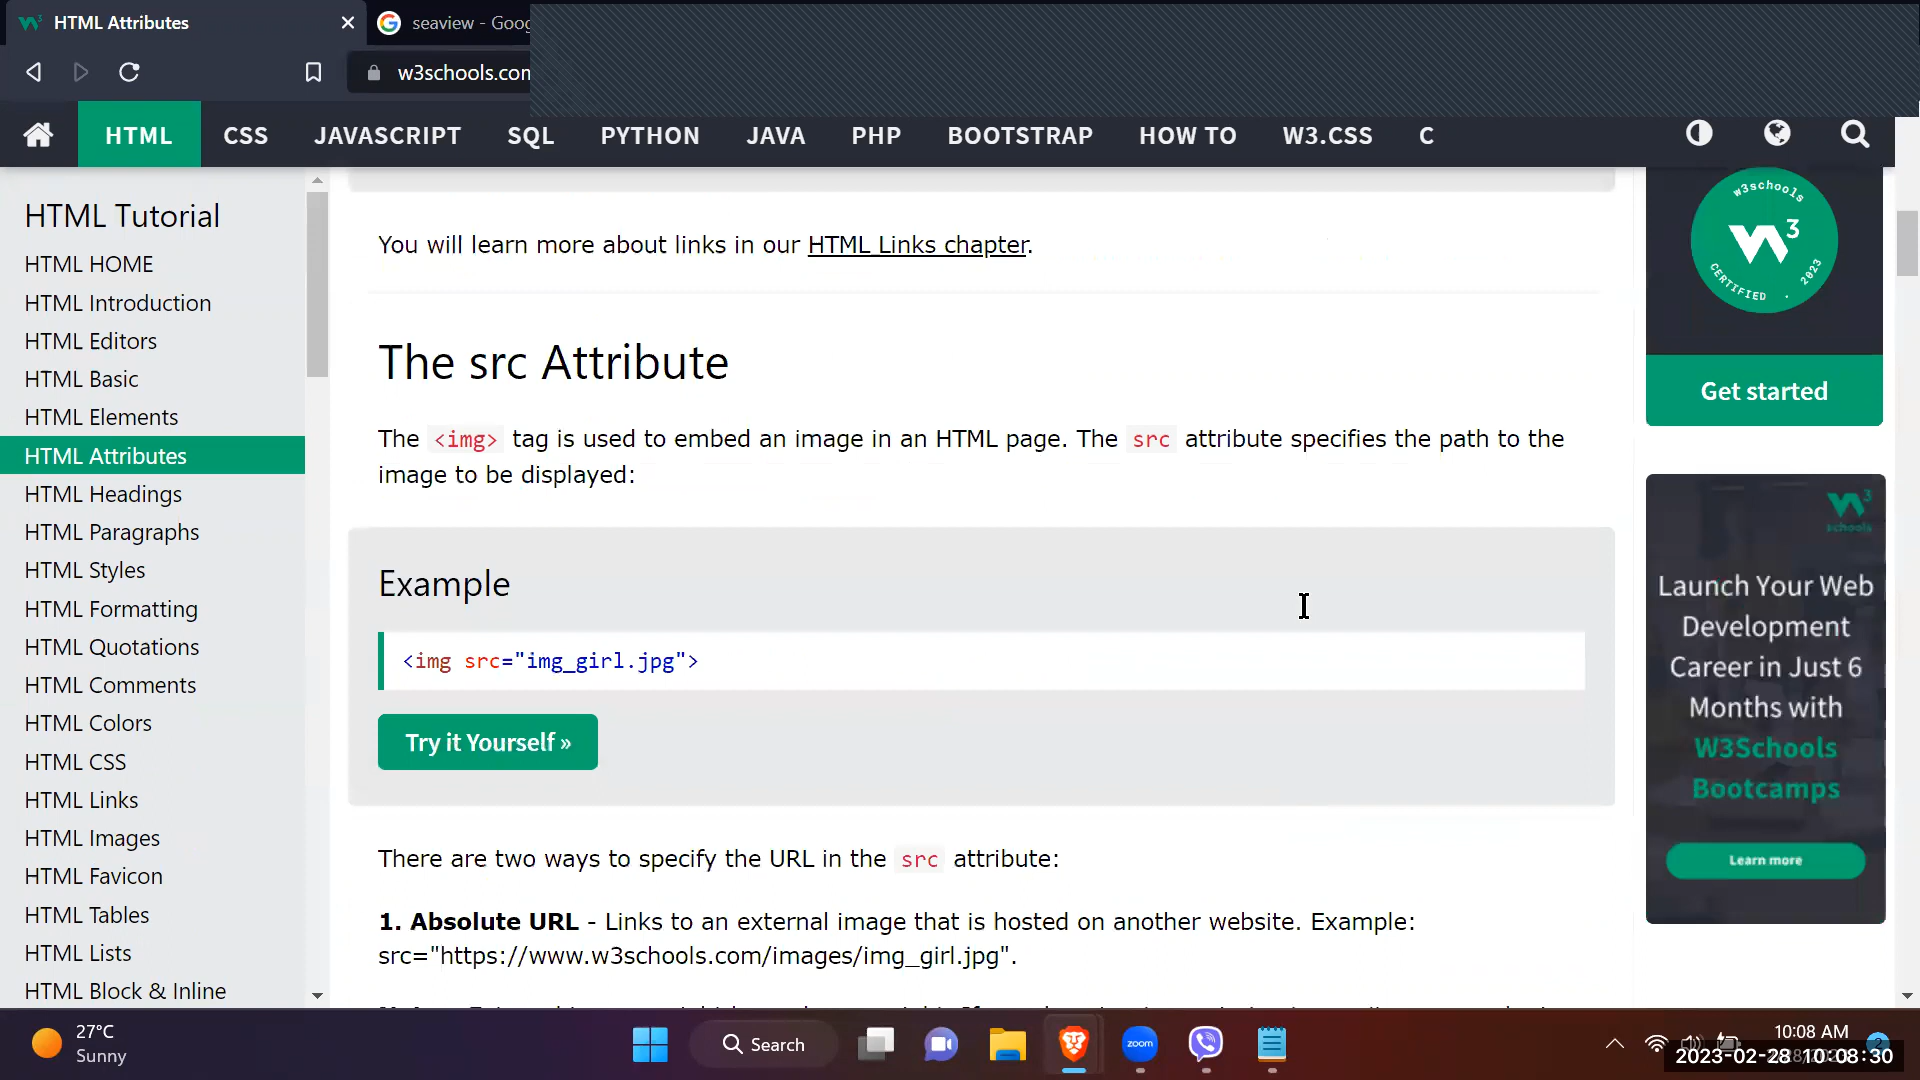 HTML Attributes
seaview - Goog
w3schools.com
HTML CSS JAVASCRIPT SQL PYTHON JAVA PHP BOOTSTRAP HOW TO W3.CSS C
HTML Tutorial
HTML HOME
HTML Introduction
HTML Editors
HTML Basic
HTML Elements
HTML Attributes
HTML Headings
HTML Paragraphs
HTML Styles
HTML Formatting
HTML Quotations
HTML Comments
HTML Colors
HTML CSS
HTML Links
HTML Images
HTML Favicon
HTML Tables
HTML Lists
HTML Block & Inline
You will learn more about links in our HTML Links chapter.
The src Attribute
The <img> tag is used to embed an image in an HTML page. The src attribute specifies the path to the
image to be displayed:
Example
<img src="img_girl.jpg">
Try it Yourself »
There are two ways to specify the URL in the src attribute:
1. Absolute URL - Links to an external image that is hosted on another website. Example:
src="https://www.w3schools.com/images/img_girl.jpg".
w3schools
W3
CERTIFIED . 2023
Get started
W3
schools
Launch Your Web
Development
Career in Just 6
Months with
W3Schools
Bootcamps
Learn more
27°C
Sunny
Search
zoom
10:08 AM
2
2023-02-28 10:08:30